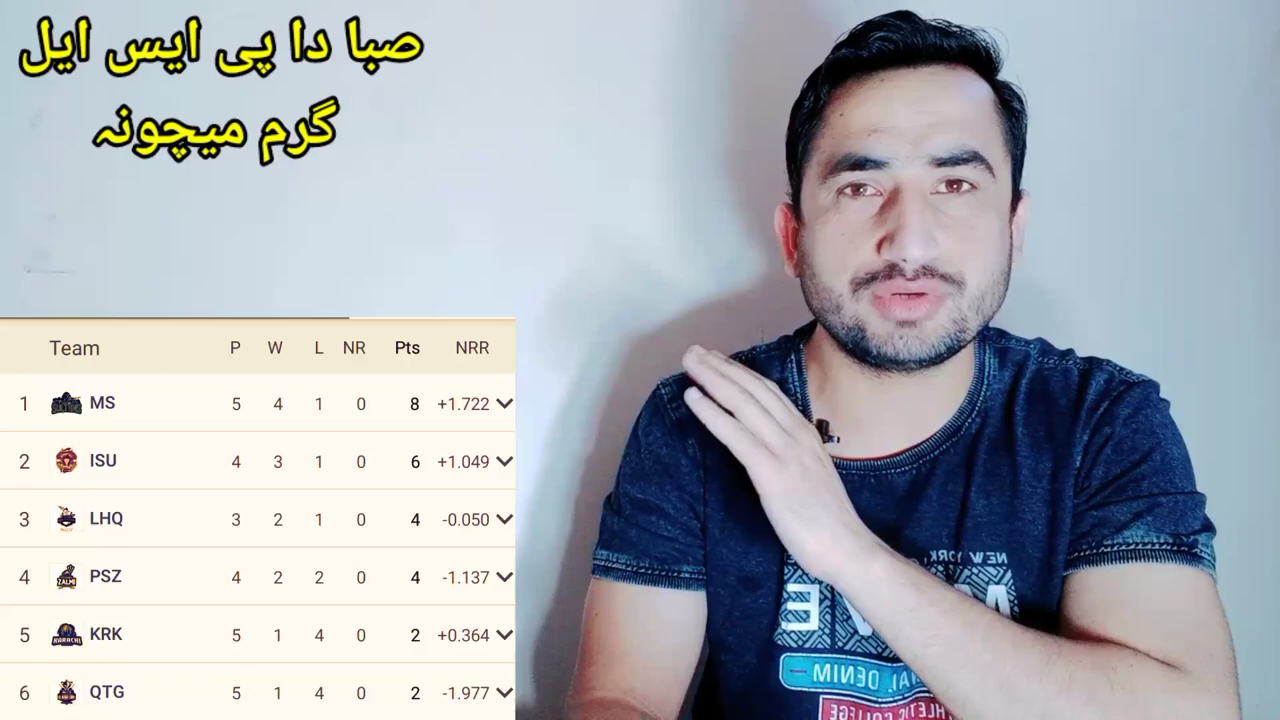 صبا دا پی ایس ایل
گرم میچونہ
Team P W L NR Pts NRR
1 MS 5 4 1 0 8 +1.722
2 ISU 4 3 1 0 6 +1.049
3 LHQ 3 2 1 0 4 -0.050
4 PSZ 4 2 2 0 4 -1.137
5 KRK 5 1 4 0 2 +0.364
6 QTG 5 1 4 0 2 -1.977
NEW YORK
DENIM